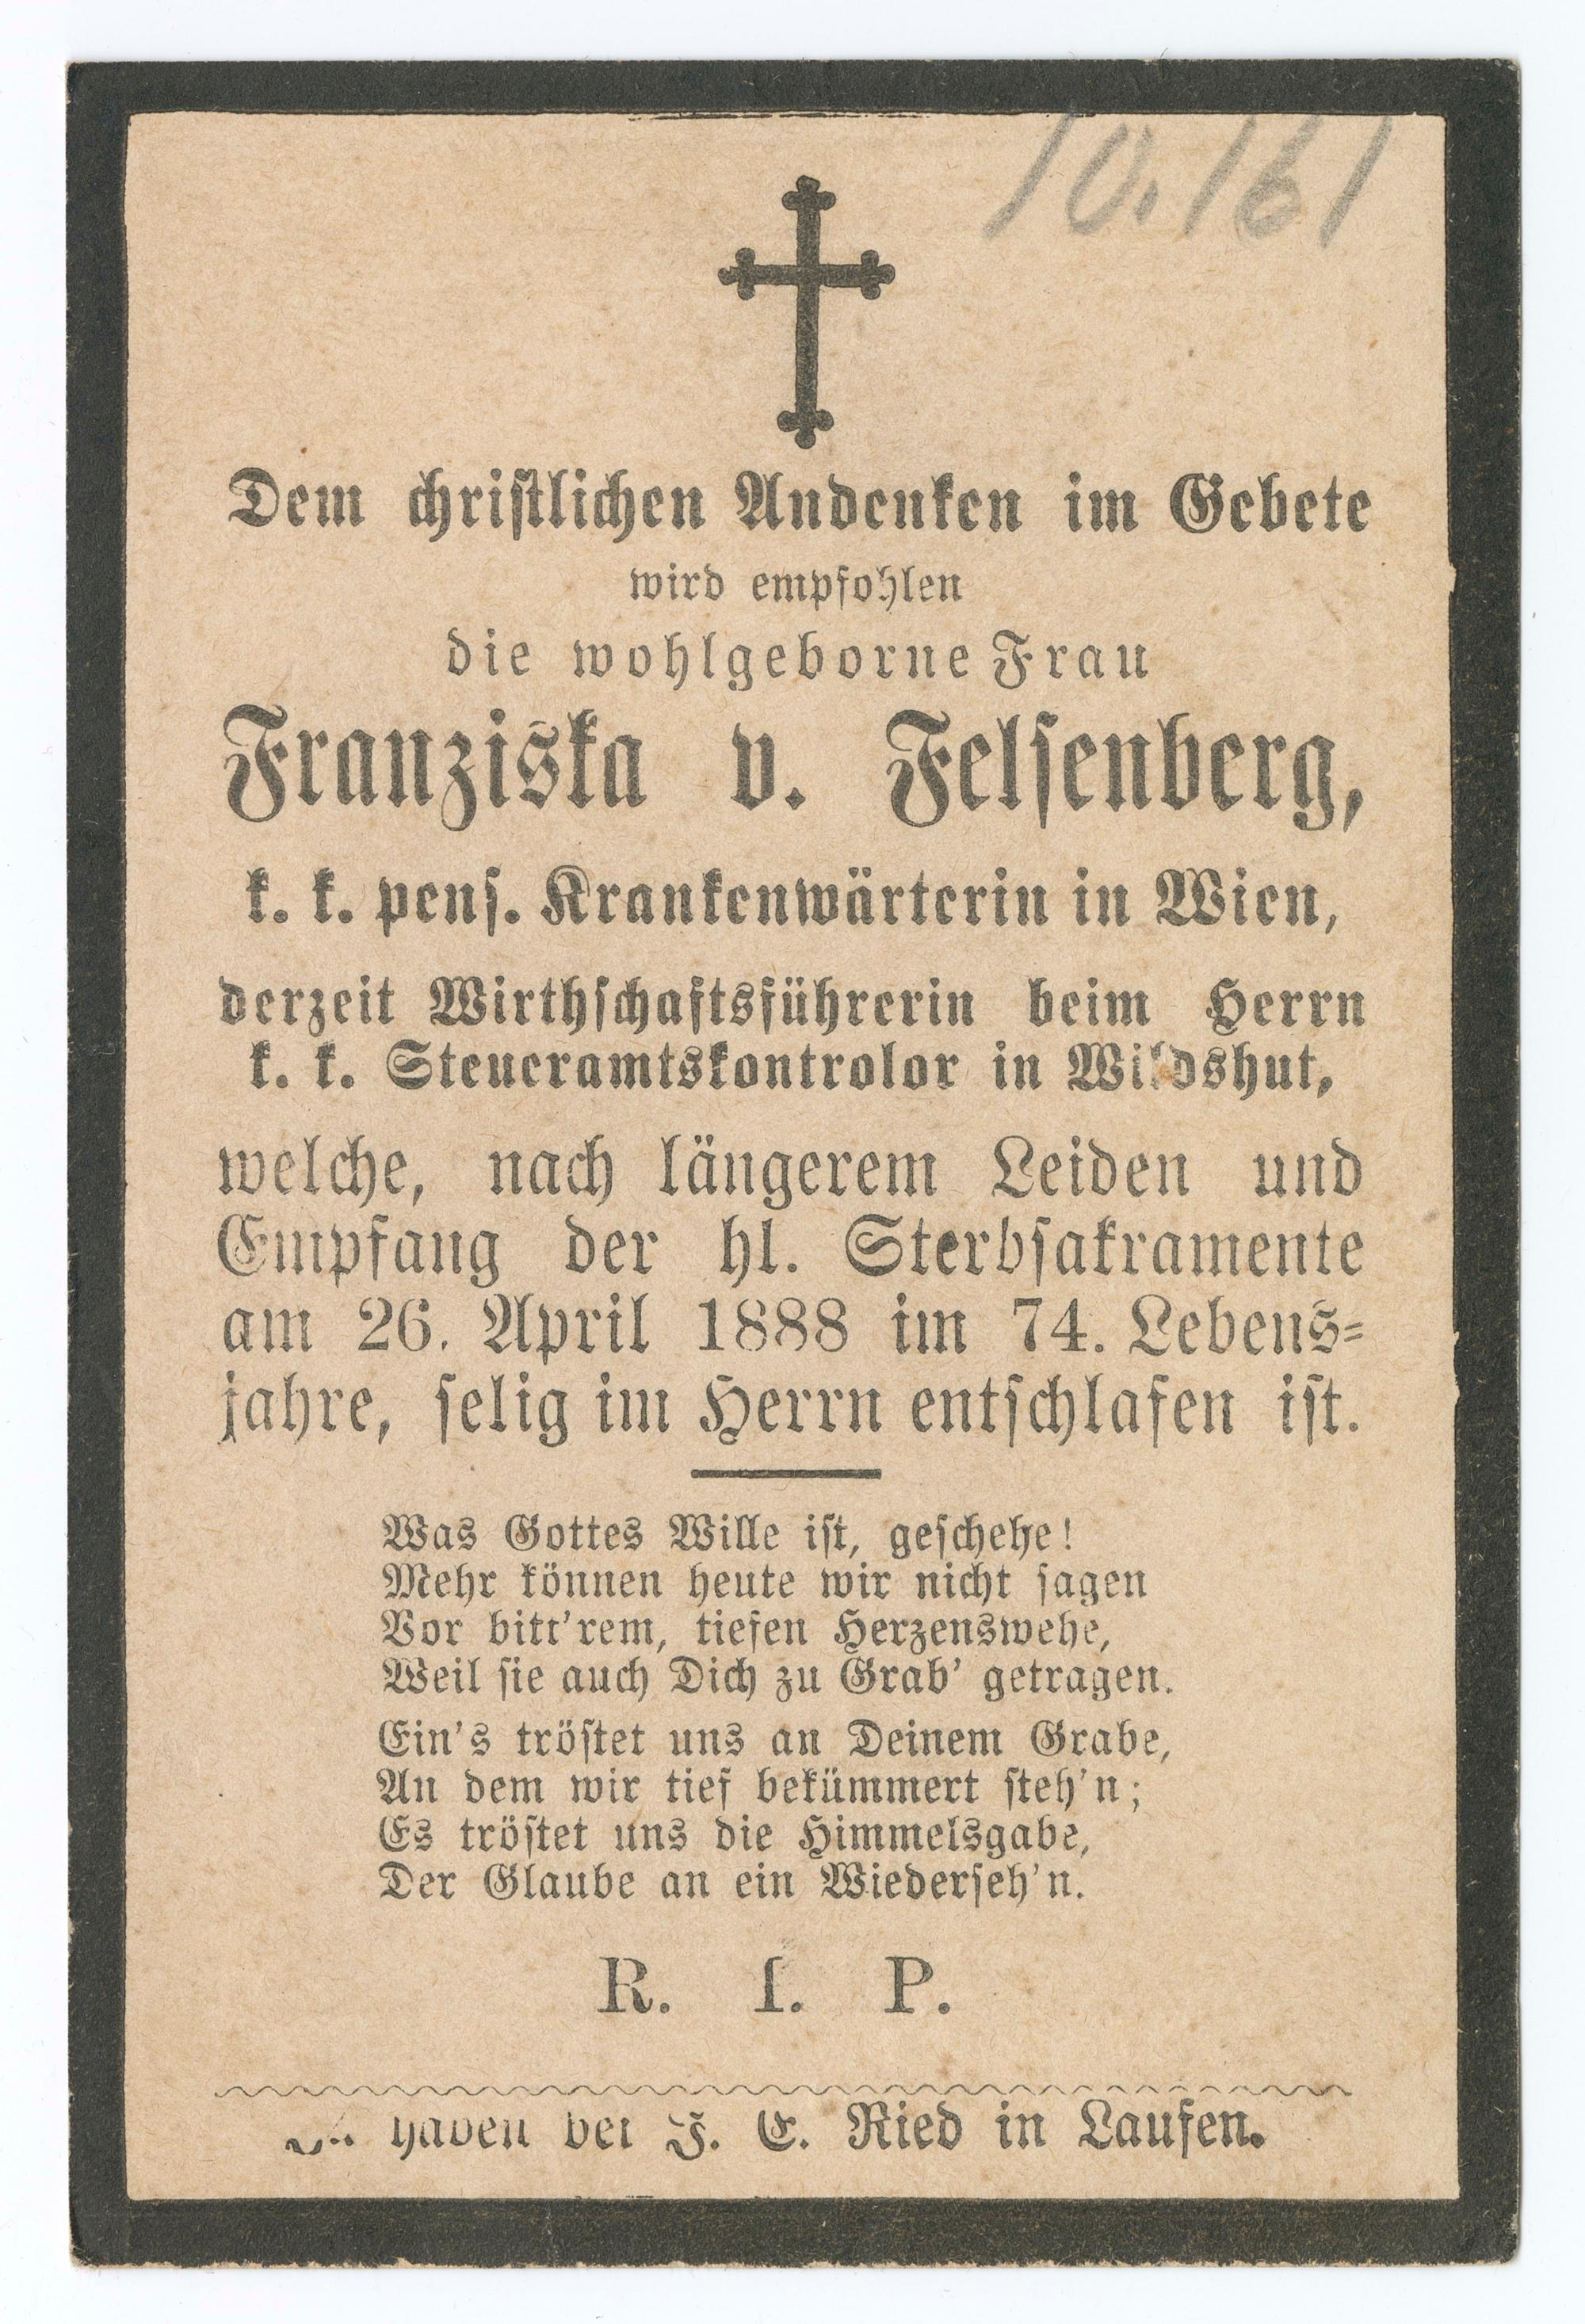 10.161
Dem christlichen Andenken im Gebete
wird empfohlen
die wohlgeborne Frau
Franziska v. Felsenberg,
k. k. pens. Krankenwärterin in Wien,
derzeit Wirthschaftsführerin beim Herrn
k. k. Steueramtskontrolor in Wildshut,
welche, nach längerem Leiden und
Empfang der hl. Sterbsakramente
am 26. April 1888 im 74. Lebens=
jahre, selig im Herrn entschlafen ist.
Was Gottes Wille ist, geschehe!
Mehr können heute wir nicht sagen
Vor bitt'rem, tiefen Herzenswehe,
Weil sie auch Dich zu Grab' getragen.
Ein's tröstet uns an Deinem Grabe,
An dem wir tief bekümmert steh'n;
Es tröstet uns die Himmelsgabe,
Der Glaube an ein Wiederseh'n.
R. I. P.
Zu haben bei J. E. Ried in Laufen.